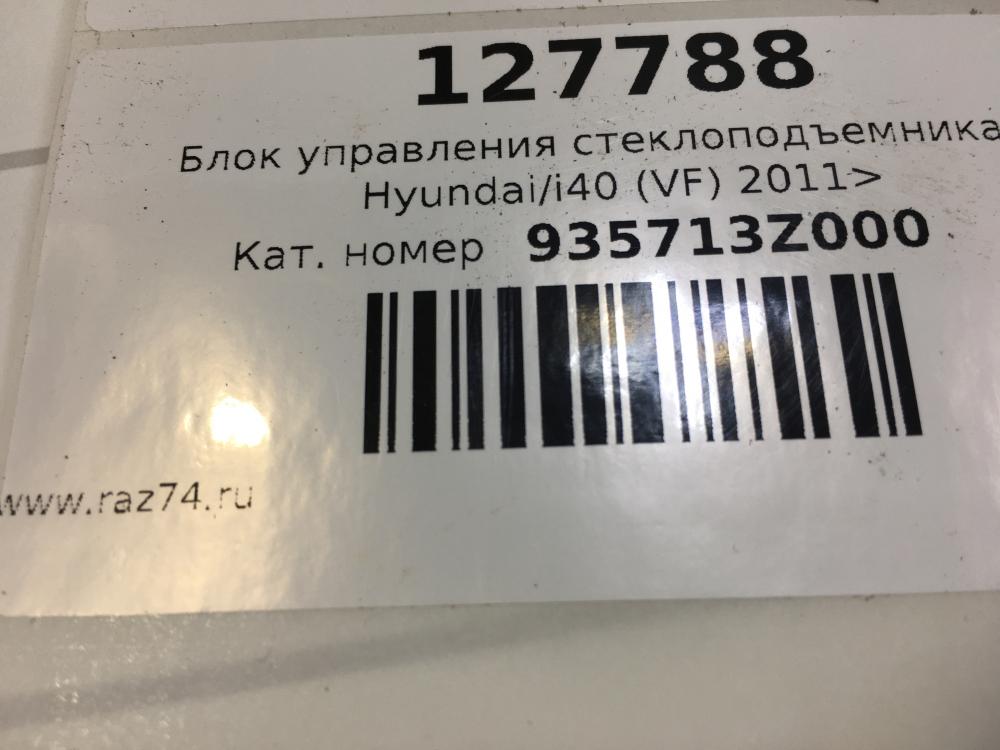 127788
Блок управления стеклоподъемника
Hyundai/i40 (VF) 2011>
Кат. номер 935713Z000
www.raz74.ru